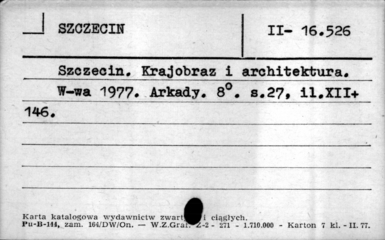 SZCZECIN
II- 16.526
Szczecin. Krajobraz i architektura.
W-wa 1977. Arkady. 8°. s.27, il.XII+
146.
Karta katalogowa wydawnictw i ciągłych.
Pu-B-144, zam. 164/DW/On. — W.Z.Graf. Z-2 - 271 - 1.710.000 - Karton 7 kl. -II. 77.